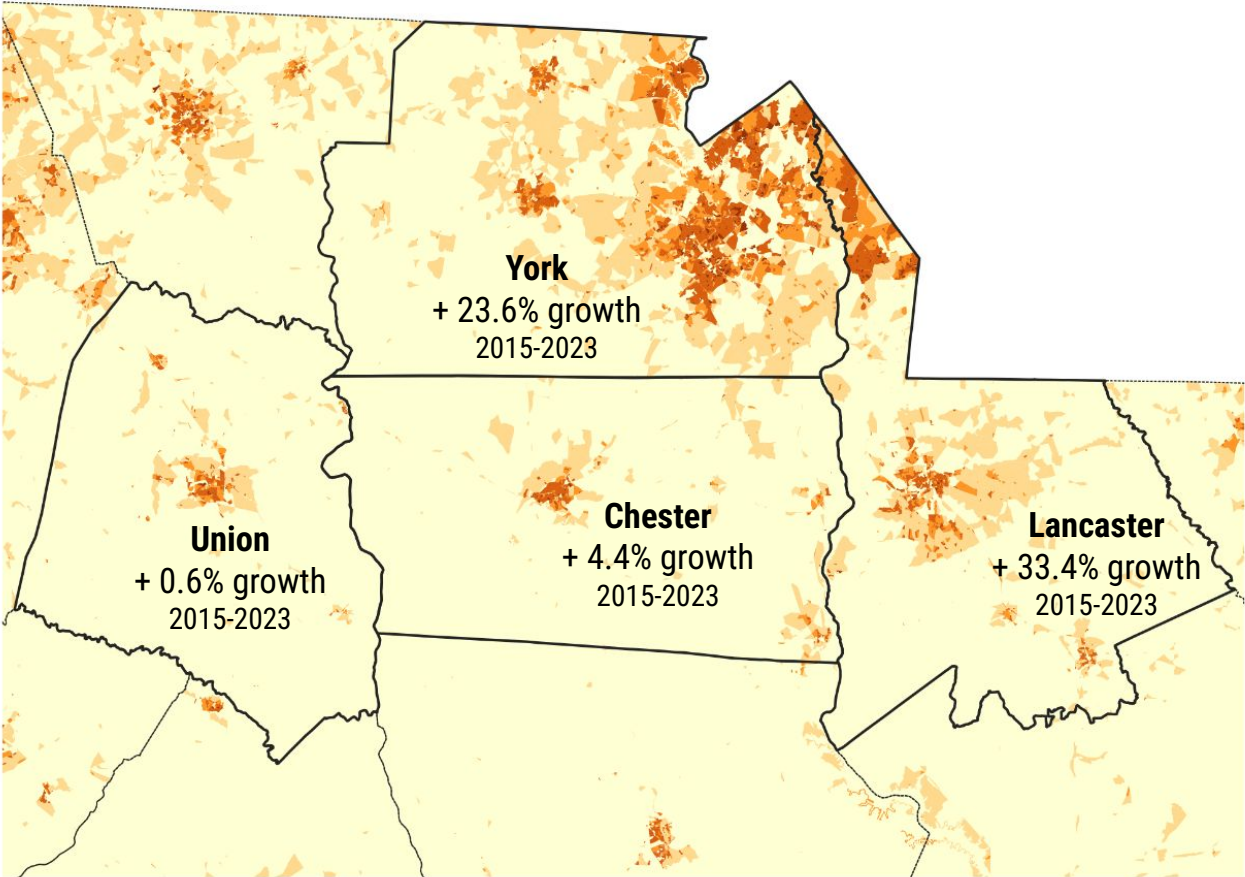 York
+ 23.6% growth
2015-2023
Union
+ 0.6% growth
2015-2023
Chester
+ 4.4% growth
2015-2023
Lancaster
+ 33.4% growth
2015-2023